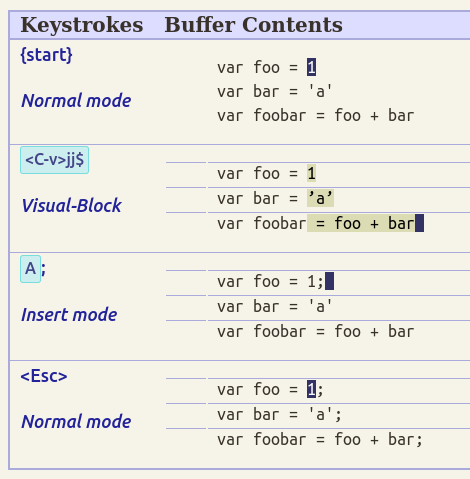 Keystrokes Buffer Contents
{start}
Normal mode
var foo = 1
var bar = 'a'
var foobar = foo + bar
<C-v>jj$
Visual-Block
var foo = 1
var bar = ’a’
var foobar = foo + bar
A;
Insert mode
var foo = 1;
var bar = 'a'
var foobar = foo + bar
<Esc>
Normal mode
var foo = 1;
var bar = 'a';
var foobar = foo + bar;